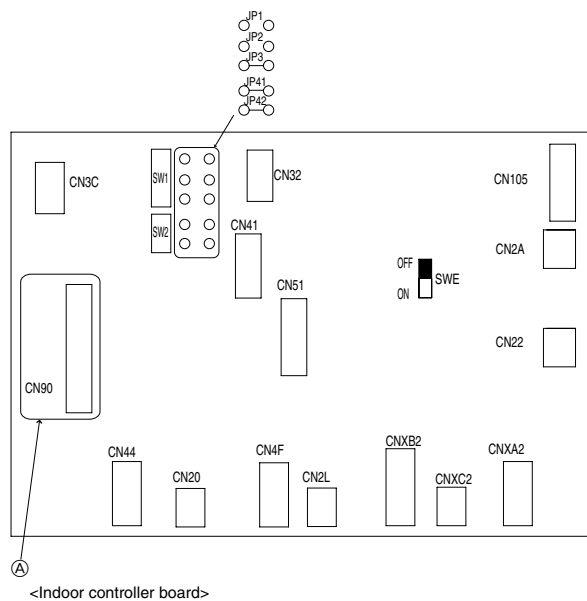 JP1
JP2
JP3
JP41
JP42
CN3C
SW1
SW2
CN32
CN105
CN41
CN2A
OFF
SWE
ON
CN51
CN22
CN90
CN44
CN20
CN4F
CN2L
CNXB2
CNXC2
CNXA2
A
<Indoor controller board>